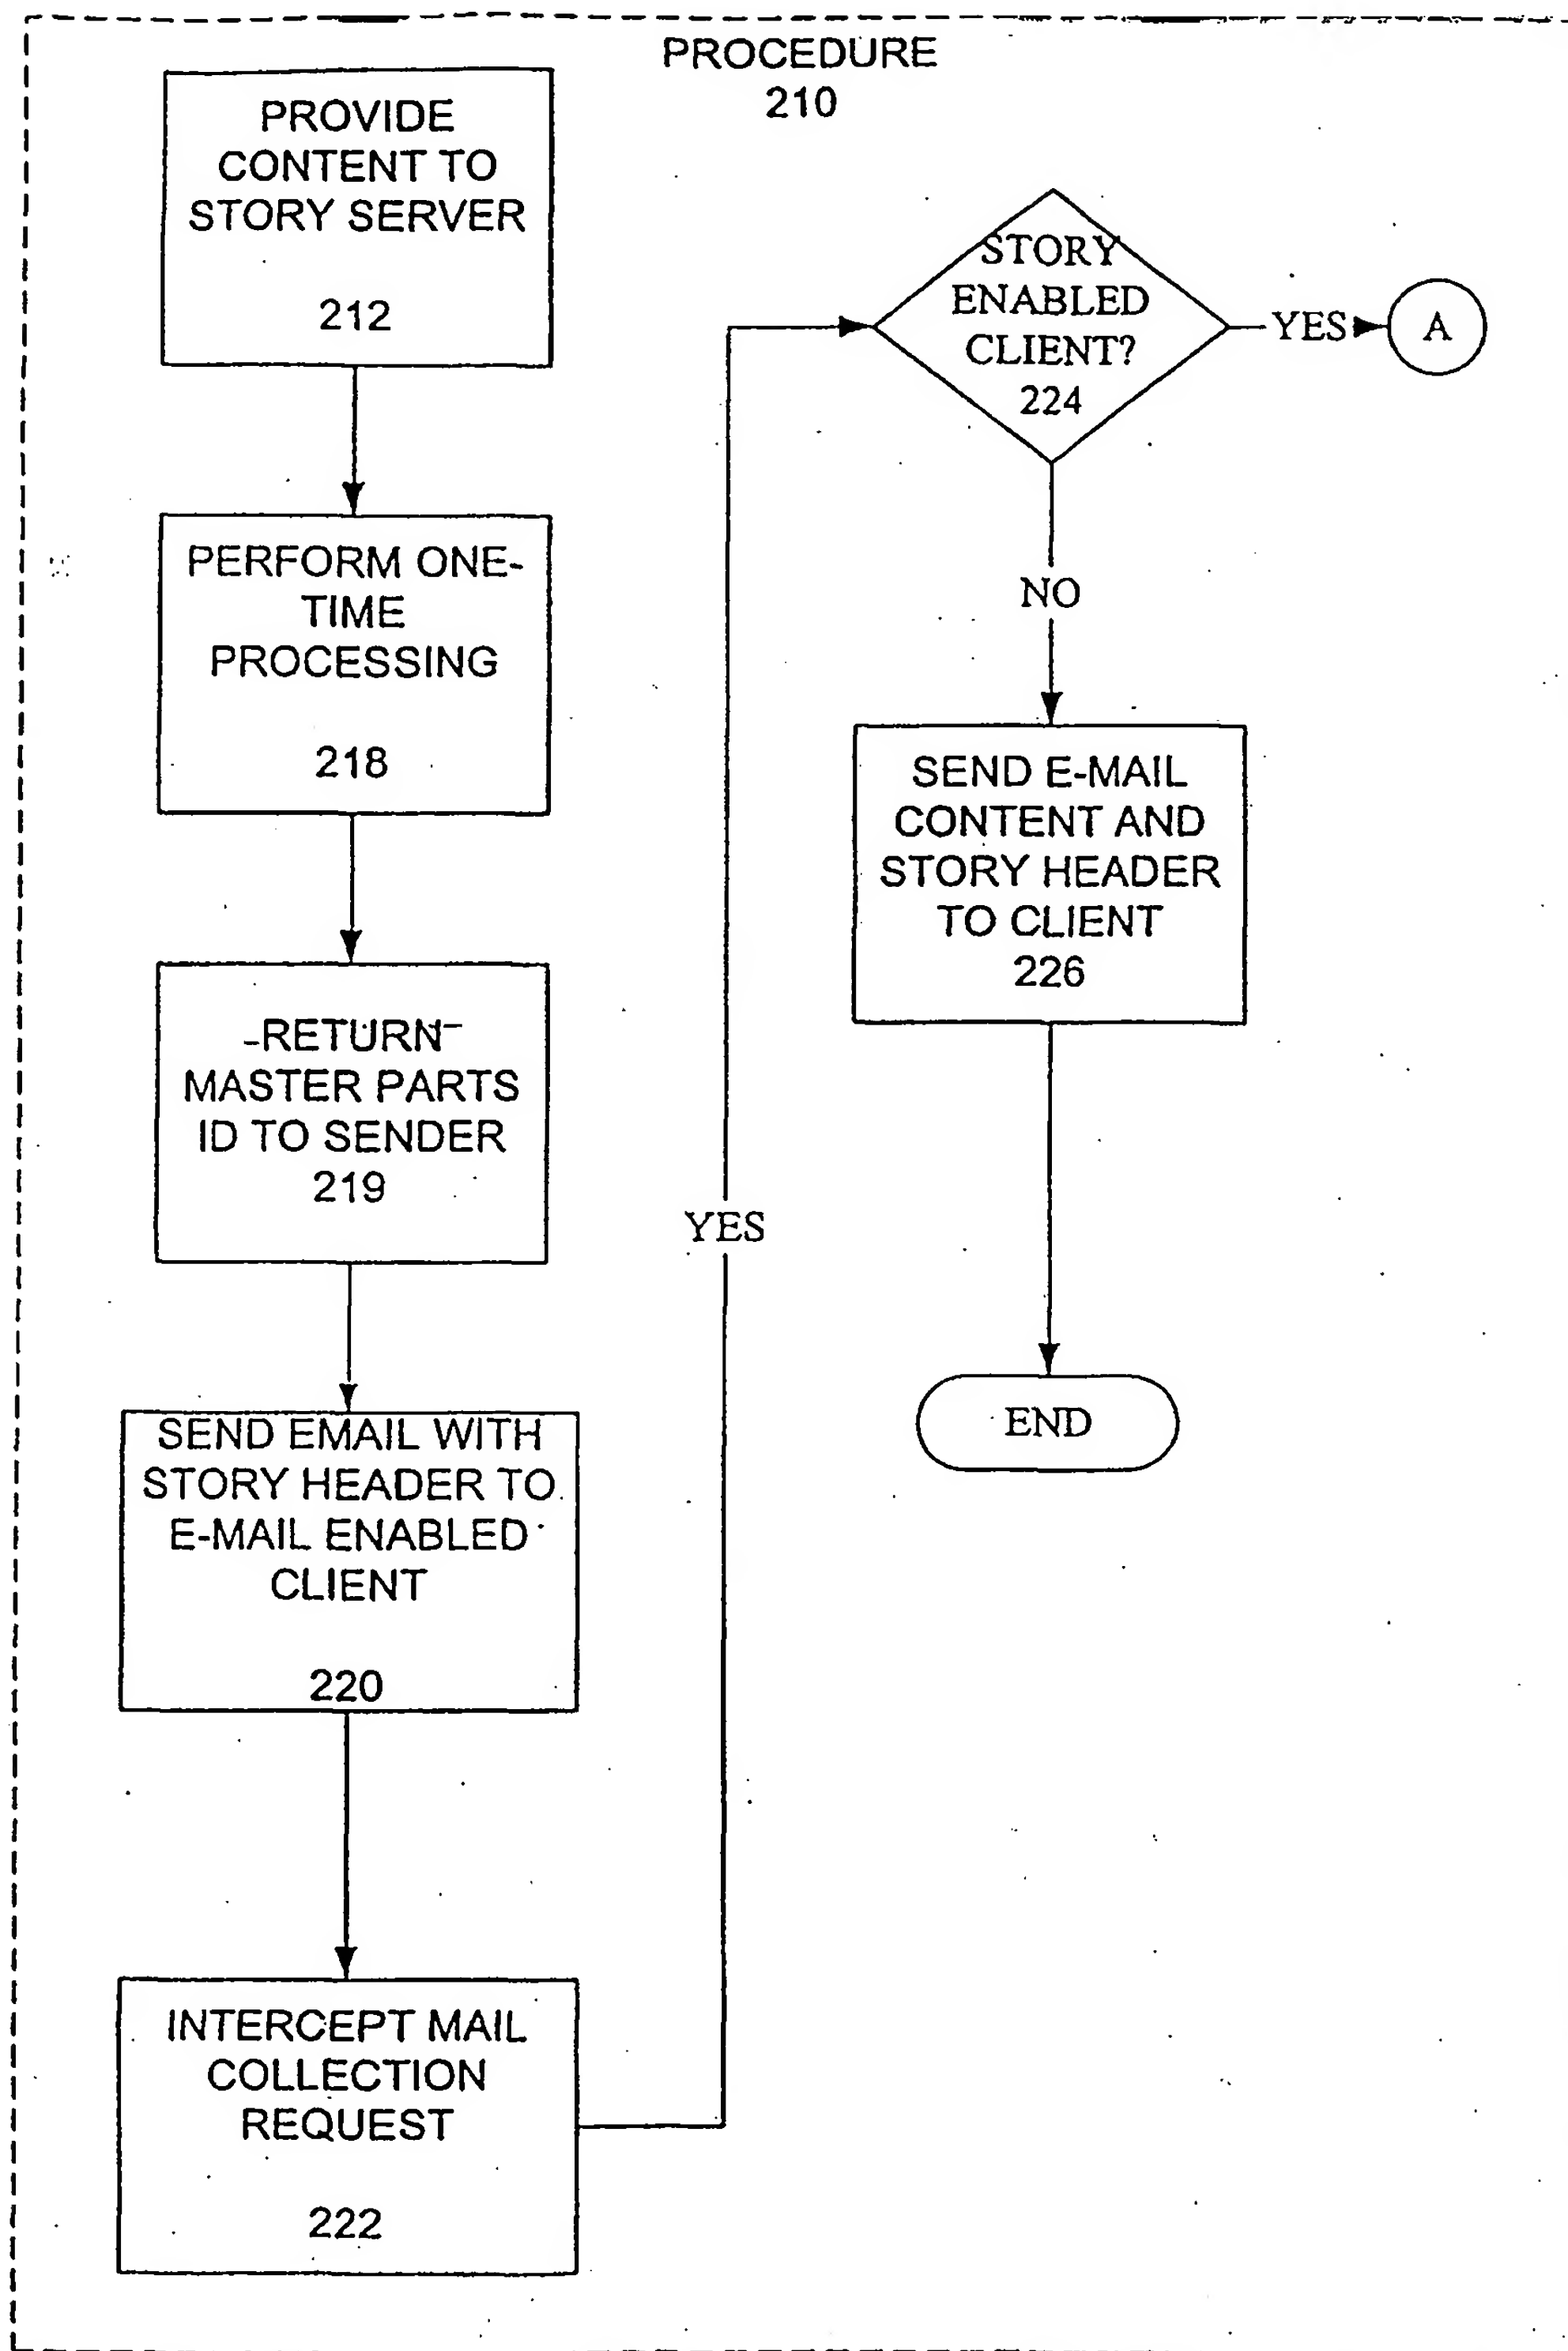 PROCEDURE
210
PROVIDE
CONTENT TO
STORY SERVER
212
PERFORM ONE-
TIME
PROCESSING
218
RETURN
MASTER PARTS
ID TO SENDER
219
SEND EMAIL WITH
STORY HEADER TO
E-MAIL ENABLED
CLIENT
220
INTERCEPT MAIL
COLLECTION
REQUEST
222
YES
STORY
ENABLED
CLIENT?
224
YES
A
NO
SEND E-MAIL
CONTENT AND
STORY HEADER
TO CLIENT
226
END